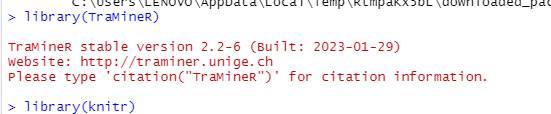 C:\Users\LENOVO\AppData\Local\Temp\RtmpaKx5bL\downloaded_pac
> library(TraMineR)
TraMineR stable version 2.2-6 (Built: 2023-01-29)
Website: http://traminer.unige.ch
Please type 'citation("TraMineR")' for citation information.
> library(knitr)